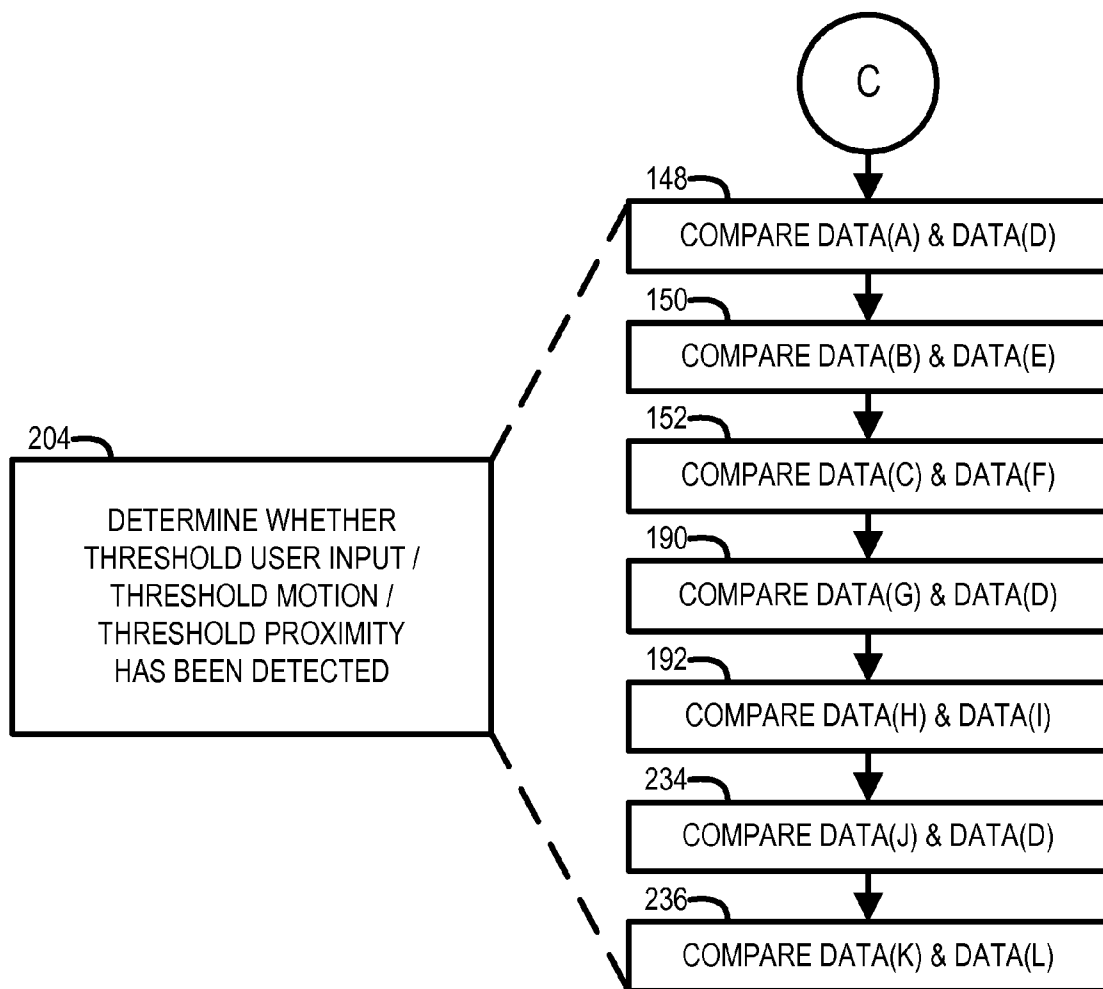 C
148
COMPARE DATA(A) & DATA(D)
150
COMPARE DATA(B) & DATA(E)
152
COMPARE DATA(C) & DATA(F)
204
DETERMINE WHETHER
THRESHOLD USER INPUT /
THRESHOLD MOTION /
THRESHOLD PROXIMITY
HAS BEEN DETECTED
190
COMPARE DATA(G) & DATA(D)
192
COMPARE DATA(H) & DATA(I)
234
COMPARE DATA(J) & DATA(D)
236
COMPARE DATA(K) & DATA(L)